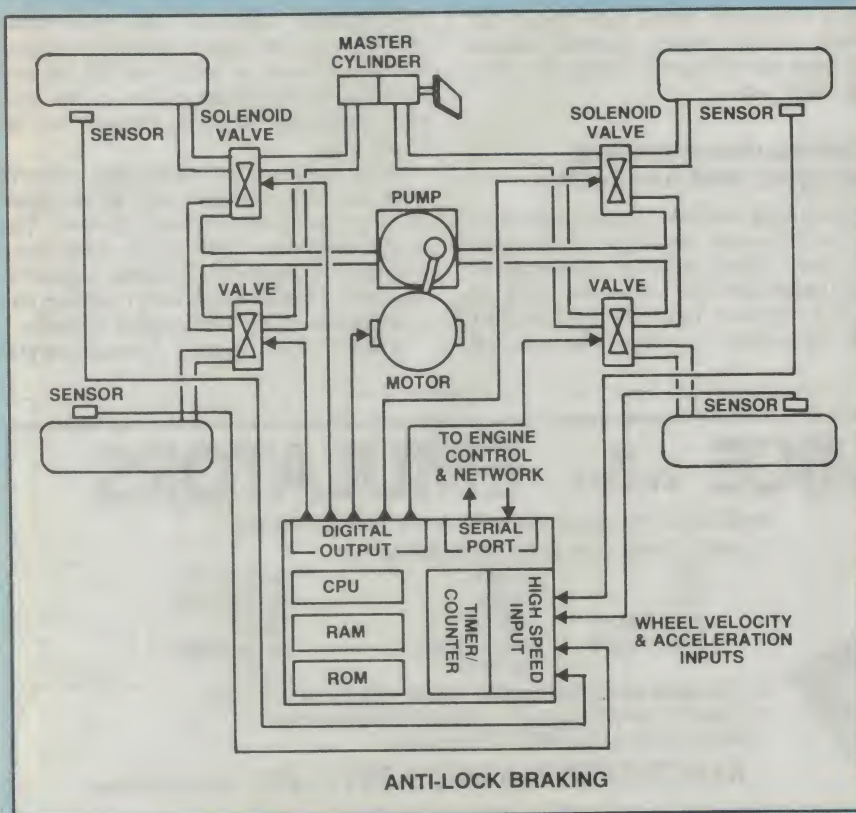 MASTER
CYLINDER
SENSOR
SOLENOID
VALVE
SOLENOID
VALVE
SENSOR
PUMP
VALVE
VALVE
MOTOR
SENSOR
SENSOR
TO ENGINE
CONTROL
& NETWORK
DIGITAL
OUTPUT
SERIAL
PORT
CPU
RAM
ROM
TIMER/
COUNTER
HIGH SPEED
INPUT
WHEEL VELOCITY
& ACCELERATION
INPUTS
ANTI-LOCK BRAKING